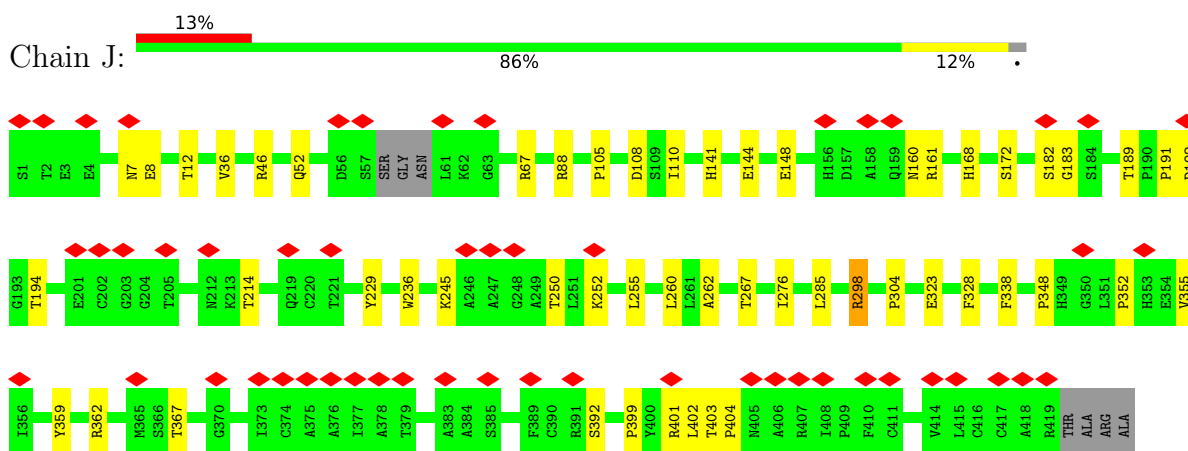 13%
Chain J:
86%
12%
•
S1 T2 E3 E4 N7 E8 T12 V36 R46 Q52 D56 S57 SER GLY ASN L61 K62 G63 R67 R88 P105 D108 S109 I110 H141 E144 E148 H156 D157 A158 Q159 N160 R161 H168 S172 S182 G183 S184 T189 P190 P191
G193 T194 E201 C202 G203 G204 T205 N212 K213 T214 Q219 C220 T221 Y229 W236 K245 A246 A247 G248 A249 T250 L251 K252 L255 L260 L261 A262 T267 I276 L285 R298 P304 E323 F328 F338 P348 H349 G350 L351 P352 H353 E354 V355
I356 Y359 R362 M365 S366 T367 G370 I373 C374 A375 A376 I377 A378 T379 A383 A384 S385 F389 C390 R391 S392 P399 Y400 R401 L402 T403 P404 N405 A406 R407 I408 P409 F410 C411 V414 L415 C416 C417 A418 R419 THR ALA ARG ALA